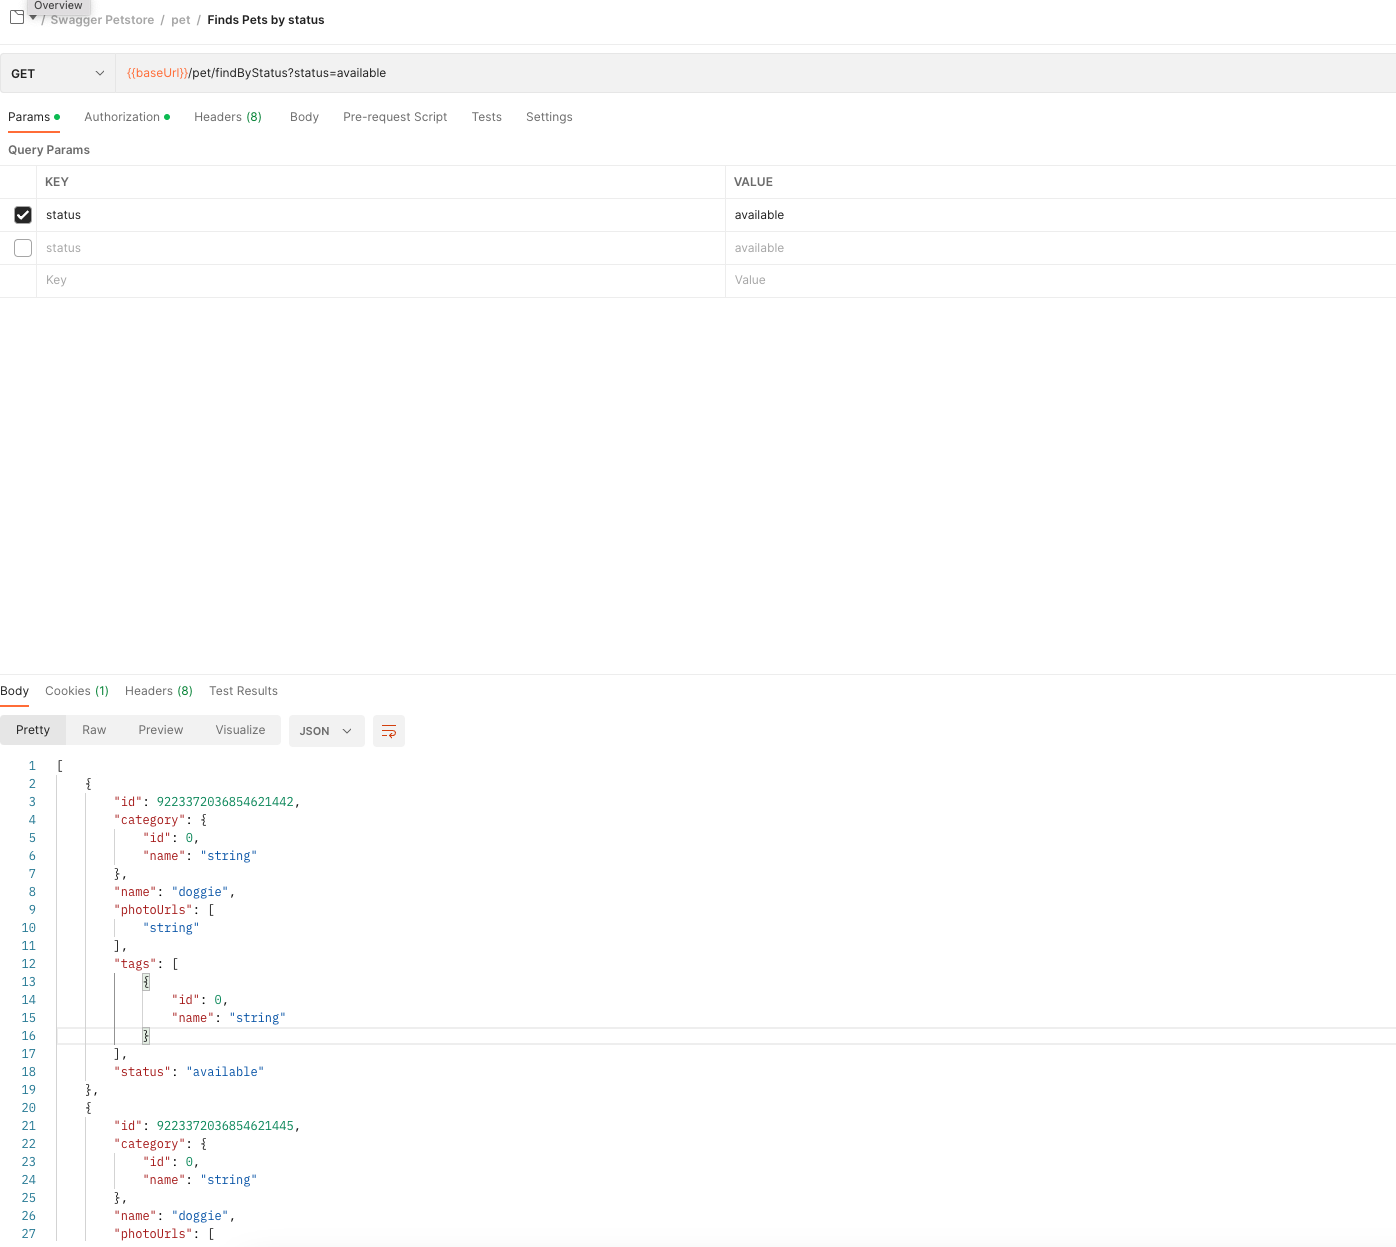 Overview
/ Swagger Petstore / pet / Finds Pets by status
GET {{baseUrl}}/pet/findByStatus?status=available
Params Authorization Headers (8) Body Pre-request Script Tests Settings
Query Params
KEY VALUE
status available
status available
Key Value
Body Cookies (1) Headers (8) Test Results
Pretty Raw Preview Visualize JSON
1 [
2 {
3 "id": 9223372036854621442,
4 "category": {
5 "id": 0,
6 "name": "string"
7 },
8 "name": "doggie",
9 "photoUrls": [
10 "string"
11 ],
12 "tags": [
13 {
14 "id": 0,
15 "name": "string"
16 }
17 ],
18 "status": "available"
19 },
20 {
21 "id": 9223372036854621445,
22 "category": {
23 "id": 0,
24 "name": "string"
25 },
26 "name": "doggie",
27 "photoUrls": [